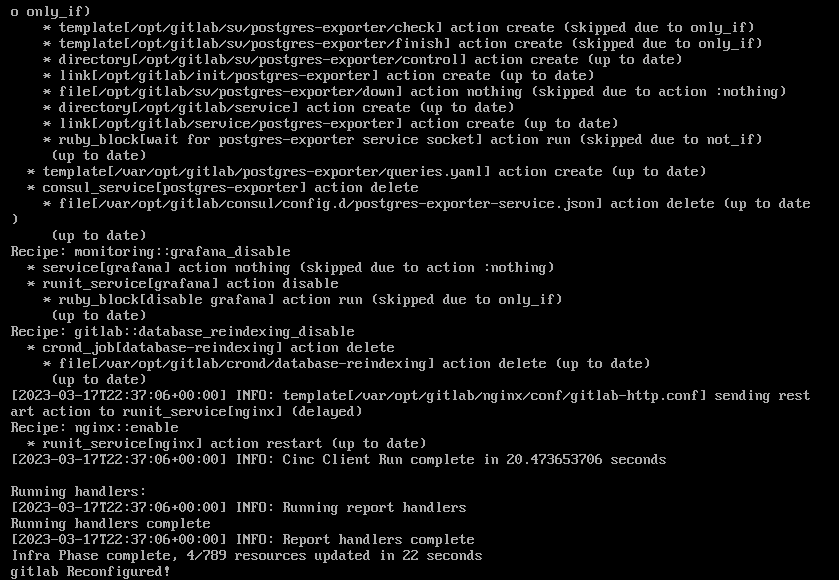 o only_if)
    * template[/opt/gitlab/sv/postgres-exporter/check] action create (skipped due to only_if)
    * template[/opt/gitlab/sv/postgres-exporter/finish] action create (skipped due to only_if)
    * directory[/opt/gitlab/sv/postgres-exporter/control] action create (up to date)
    * link[/opt/gitlab/init/postgres-exporter] action create (up to date)
    * file[/opt/gitlab/sv/postgres-exporter/down] action nothing (skipped due to action :nothing)
    * directory[/opt/gitlab/service] action create (up to date)
    * link[/opt/gitlab/service/postgres-exporter] action create (up to date)
    * ruby_block[wait for postgres-exporter service socket] action run (skipped due to not_if)
     (up to date)
  * template[/var/opt/gitlab/postgres-exporter/queries.yaml] action create (up to date)
  * consul_service[postgres-exporter] action delete
    * file[/var/opt/gitlab/consul/config.d/postgres-exporter-service.json] action delete (up to date
)
     (up to date)
Recipe: monitoring::grafana_disable
  * service[grafana] action nothing (skipped due to action :nothing)
  * runit_service[grafana] action disable
    * ruby_block[disable grafana] action run (skipped due to only_if)
     (up to date)
Recipe: gitlab::database_reindexing_disable
  * crond_job[database-reindexing] action delete
    * file[/var/opt/gitlab/crond/database-reindexing] action delete (up to date)
     (up to date)
[2023-03-17T22:37:06+00:00] INFO: template[/var/opt/gitlab/nginx/conf/gitlab-http.conf] sending rest
art action to runit_service[nginx] (delayed)
Recipe: nginx::enable
  * runit_service[nginx] action restart (up to date)
[2023-03-17T22:37:06+00:00] INFO: Cinc Client Run complete in 20.473653706 seconds

Running handlers:
[2023-03-17T22:37:06+00:00] INFO: Running report handlers
Running handlers complete
[2023-03-17T22:37:06+00:00] INFO: Report handlers complete
Infra Phase complete, 4/789 resources updated in 22 seconds
gitlab Reconfigured!